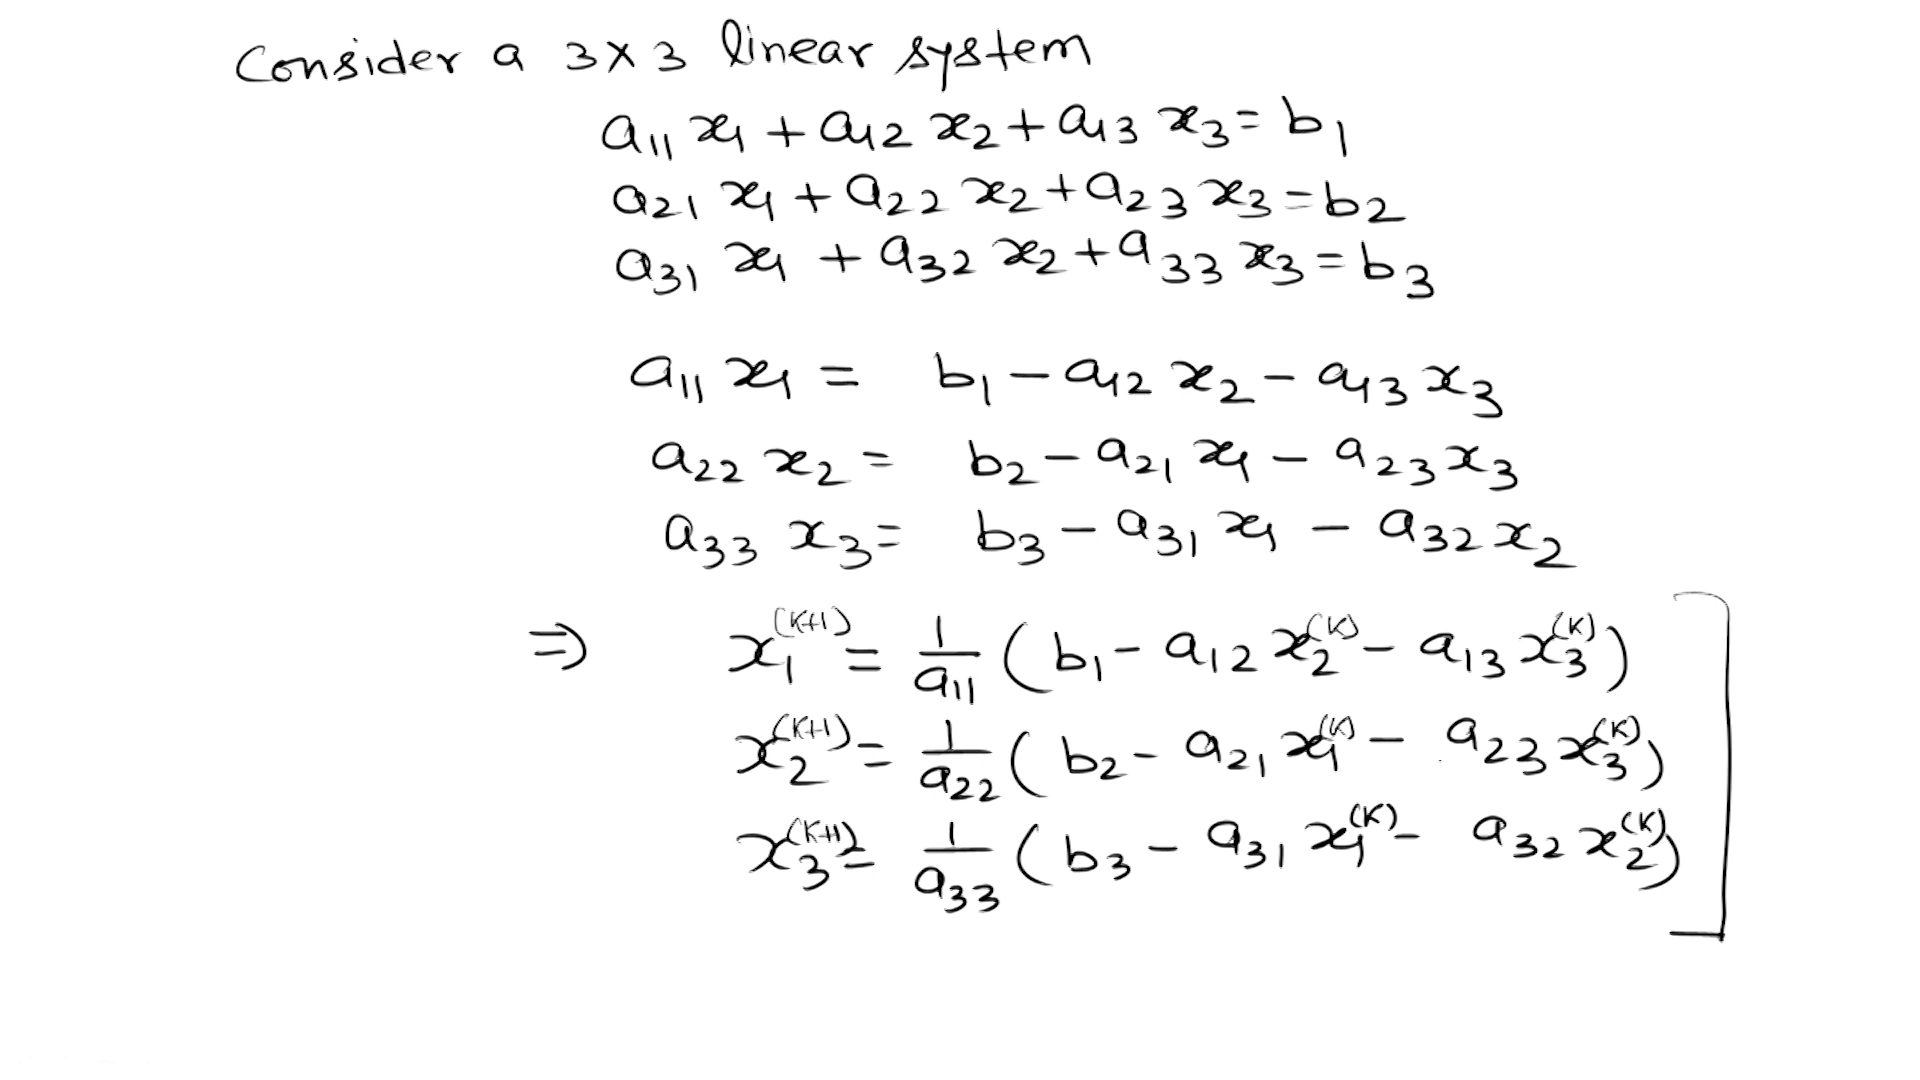 Consider a 3×3 linear system
a₁₁ x₁ + a₁₂ x₂ + a₁₃ x₃ = b₁
a₂₁ x₁ + a₂₂ x₂ + a₂₃ x₃ = b₂
a₃₁ x₁ + a₃₂ x₂ + a₃₃ x₃ = b₃
a₁₁ x₁ = b₁ − a₁₂ x₂ − a₁₃ x₃
a₂₂ x₂ = b₂ − a₂₁ x₁ − a₂₃ x₃
a₃₃ x₃ = b₃ − a₃₁ x₁ − a₃₂ x₂
⇒ x₁^(K+1) = 1/a₁₁ (b₁ − a₁₂ x₂^(K) − a₁₃ x₃^(K))
x₂^(K+1) = 1/a₂₂ (b₂ − a₂₁ x₁^(K) − a₂₃ x₃^(K))
x₃^(K+1) = 1/a₃₃ (b₃ − a₃₁ x₁^(K) − a₃₂ x₂^(K))